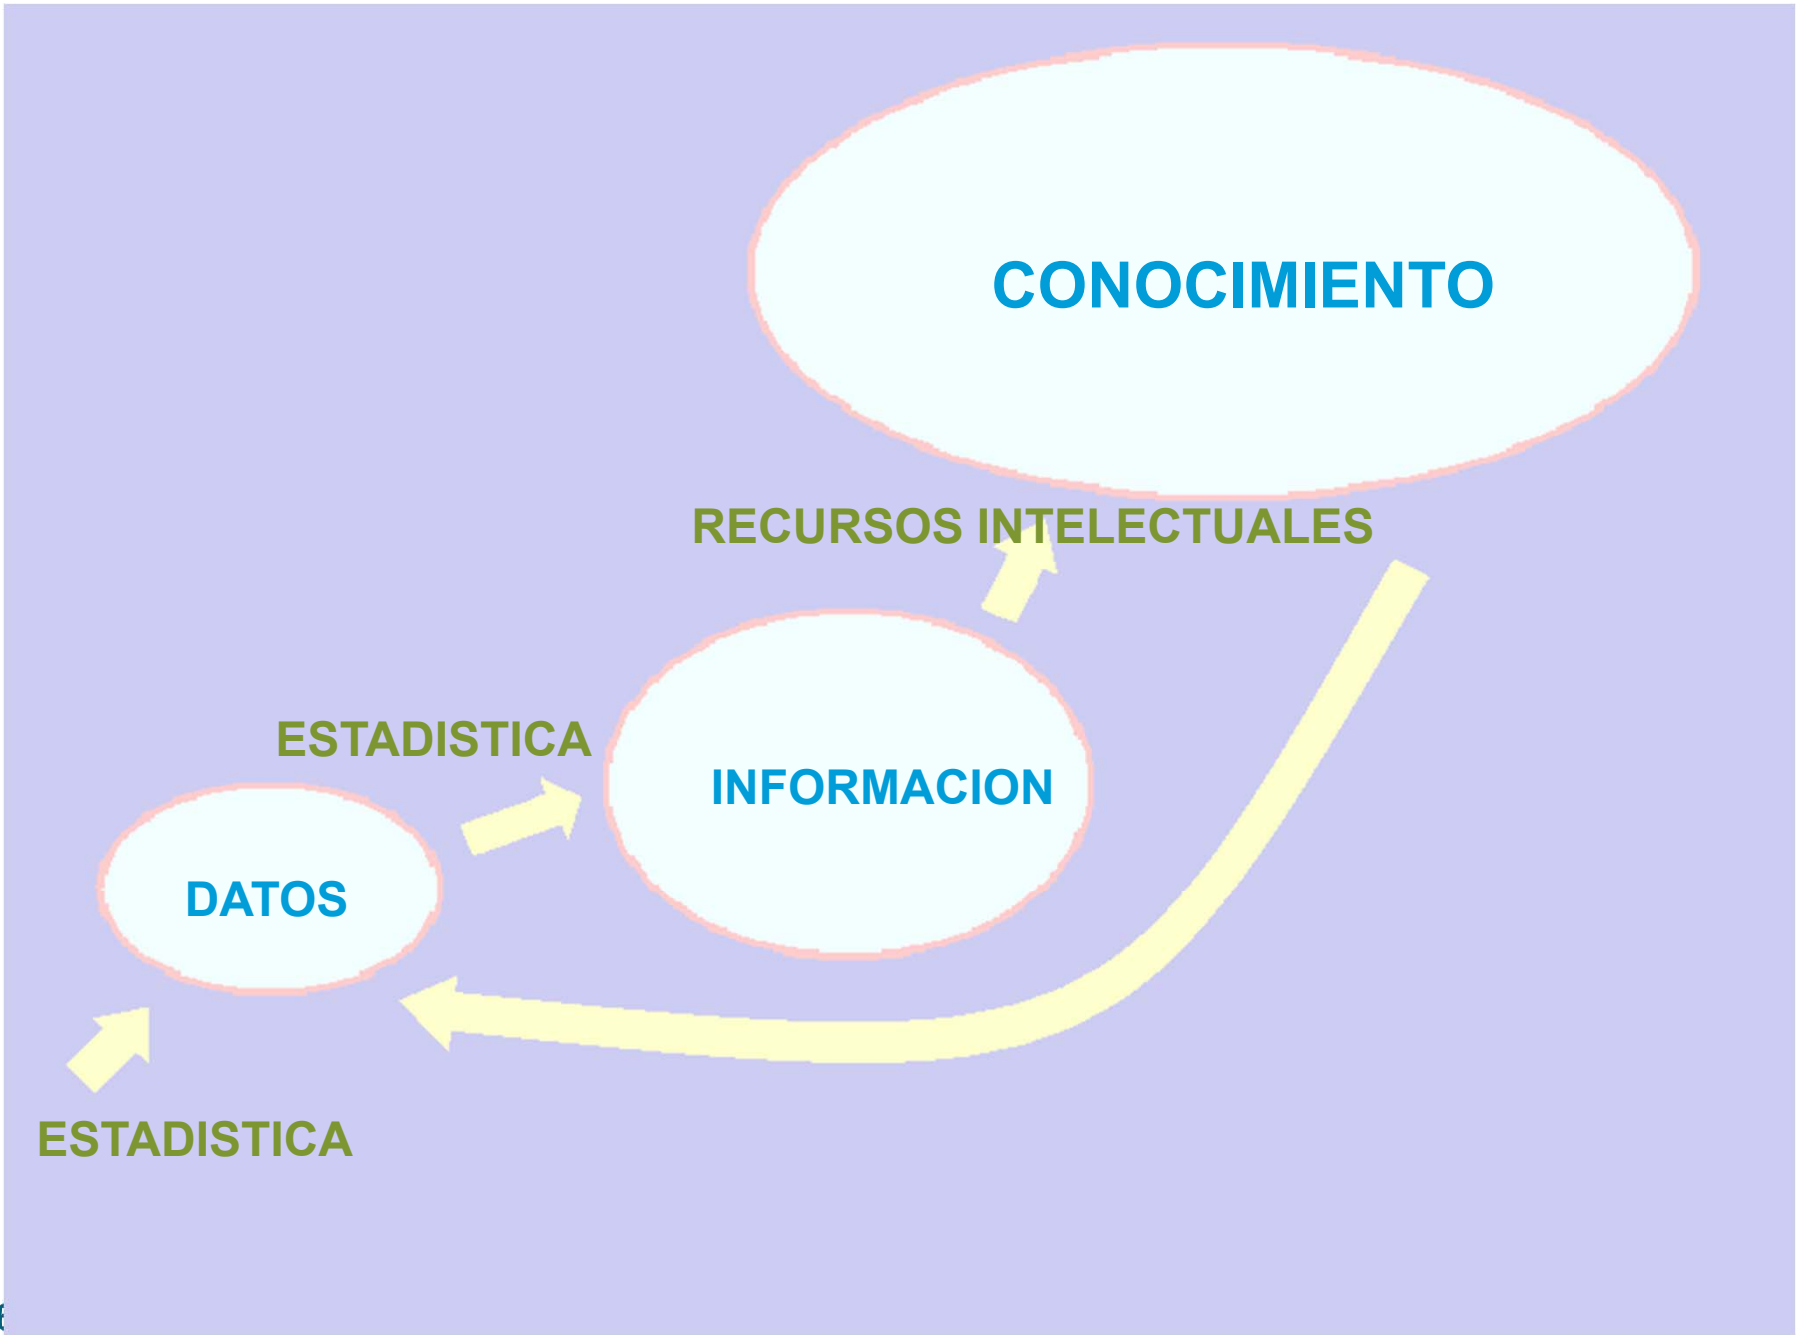 CONOCIMIENTO
RECURSOS INTELECTUALES
ESTADISTICA
INFORMACION
DATOS
ESTADISTICA